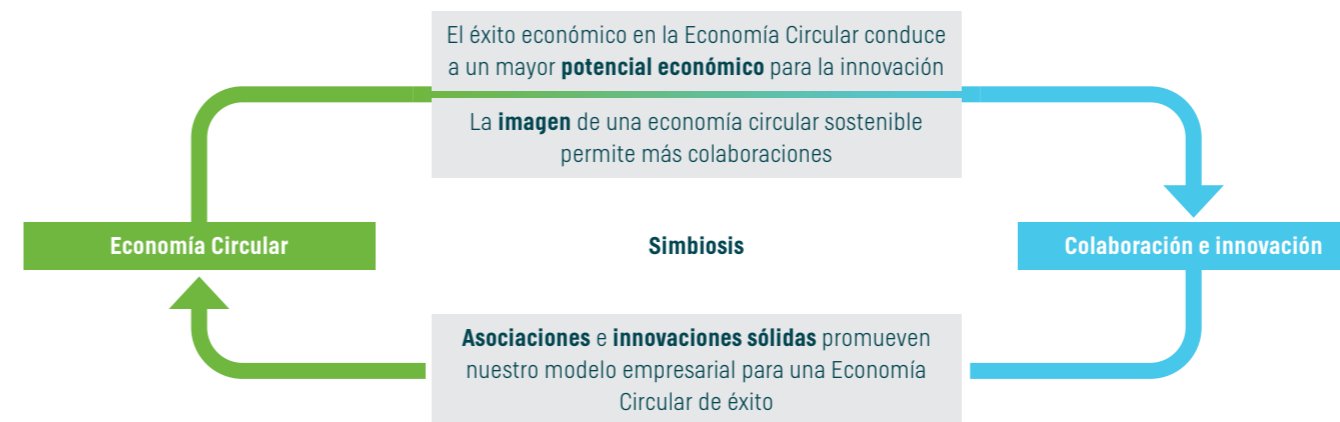 El éxito económico en la Economía Circular conduce
a un mayor potencial económico para la innovación
La imagen de una economía circular sostenible
permite más colaboraciones
Economía Circular
Simbiosis
Colaboración e innovación
Asociaciones e innovaciones sólidas promueven
nuestro modelo empresarial para una Economía
Circular de éxito